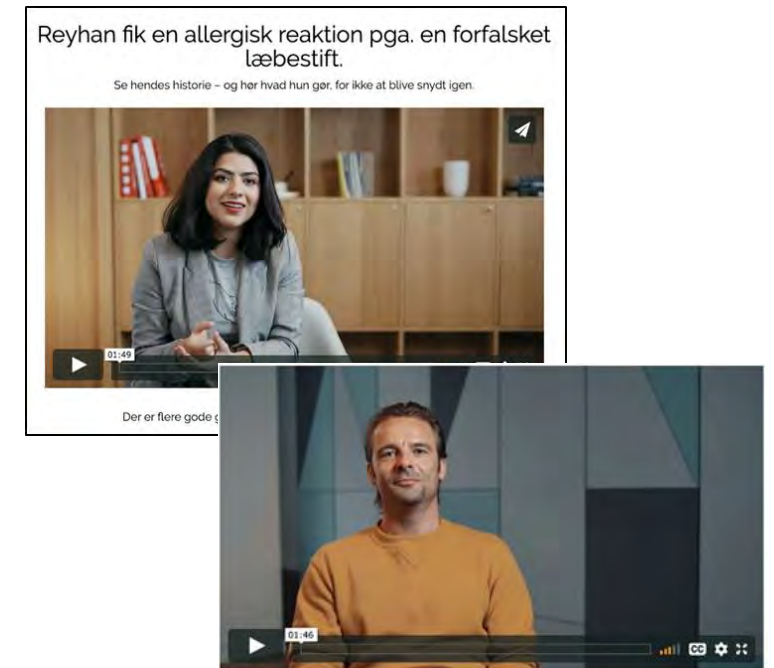 Reyhan fik en allergisk reaktion pga. en forfalsket
læbestift.
Se hendes historie – og hør hvad hun gør, for ikke at blive snydt igen.
01:49
Der er flere gode
01:46
CC